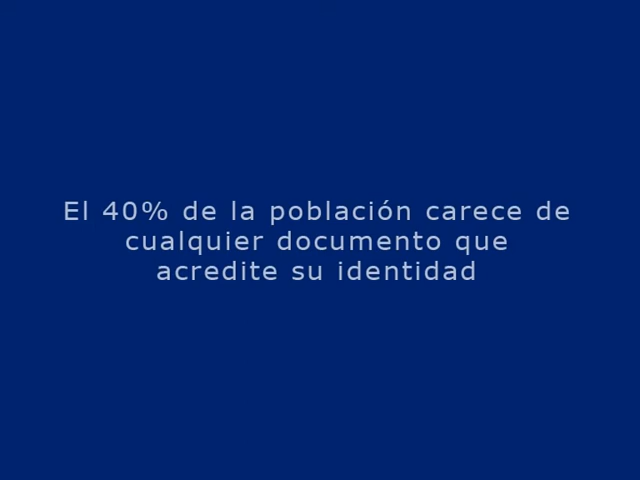 El 40% de la población carece de
cualquier documento que
acredite su identidad